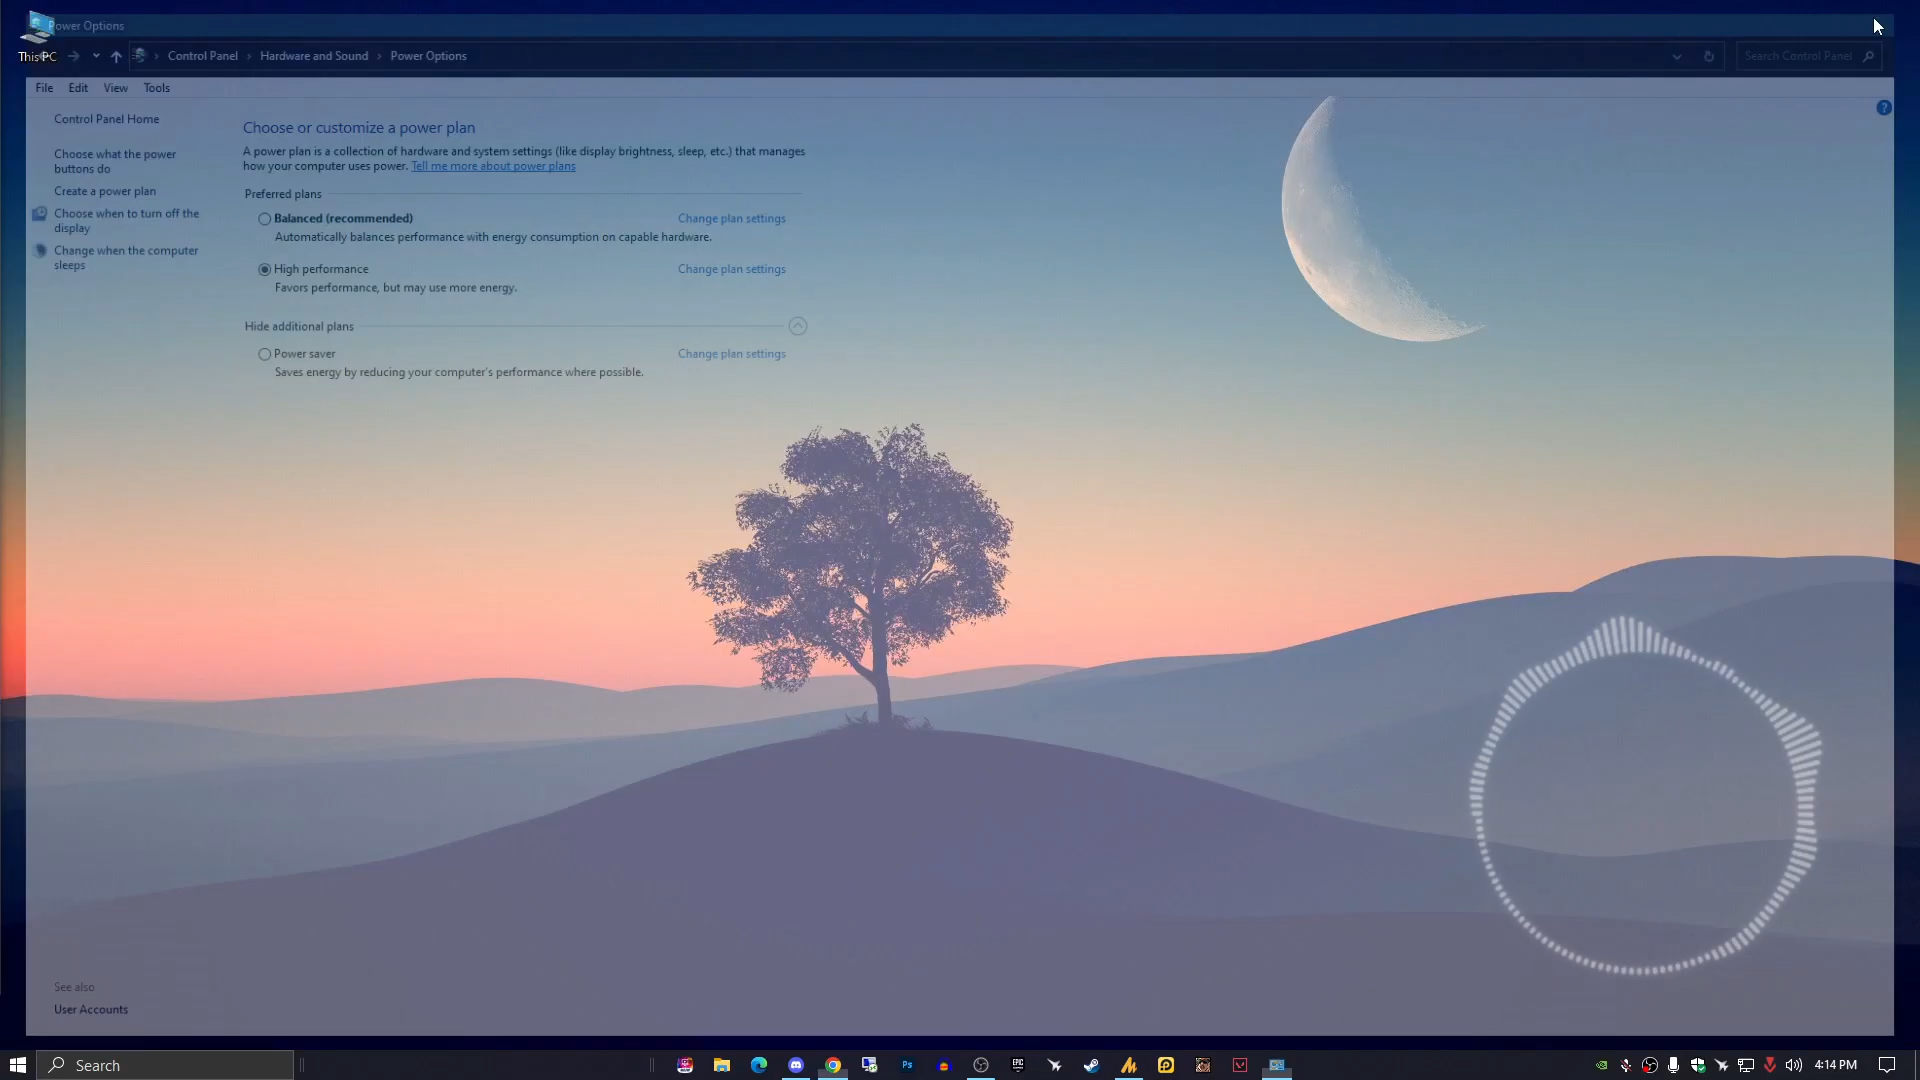 Power Options
This PC
Control Panel › Hardware and Sound › Power Options
Search Control Panel
File Edit View Tools
Control Panel Home
Choose what the power
buttons do
Create a power plan
Choose when to turn off the
display
Change when the computer
sleeps
Choose or customize a power plan
A power plan is a collection of hardware and system settings (like display brightness, sleep, etc.) that manages
how your computer uses power. Tell me more about power plans
Preferred plans
Balanced (recommended) Change plan settings
Automatically balances performance with energy consumption on capable hardware.
High performance Change plan settings
Favors performance, but may use more energy.
Hide additional plans
Power saver Change plan settings
Saves energy by reducing your computer's performance where possible.
See also
User Accounts
Search
Ps
EPIC
4:14 PM